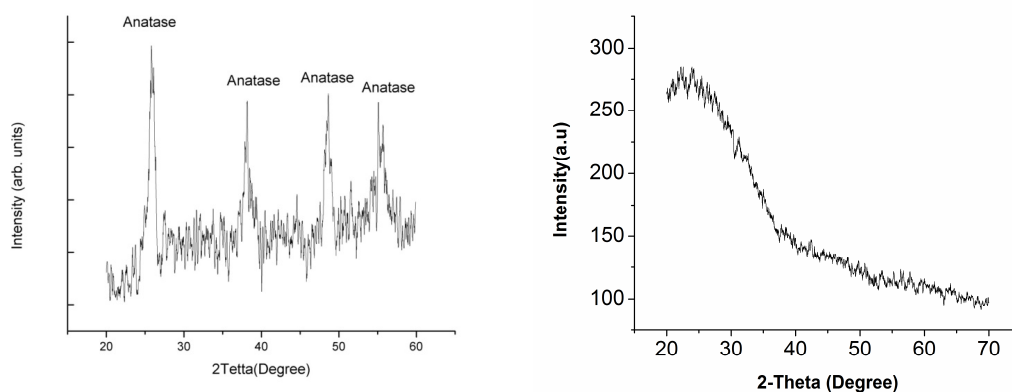 Anatase
Anatase
Anatase
Anatase
Intensity (arb. units)
20
30
40
50
60
2Tetta(Degree)
300
250
200
150
100
Intensity(a.u)
20
30
40
50
60
70
2-Theta (Degree)